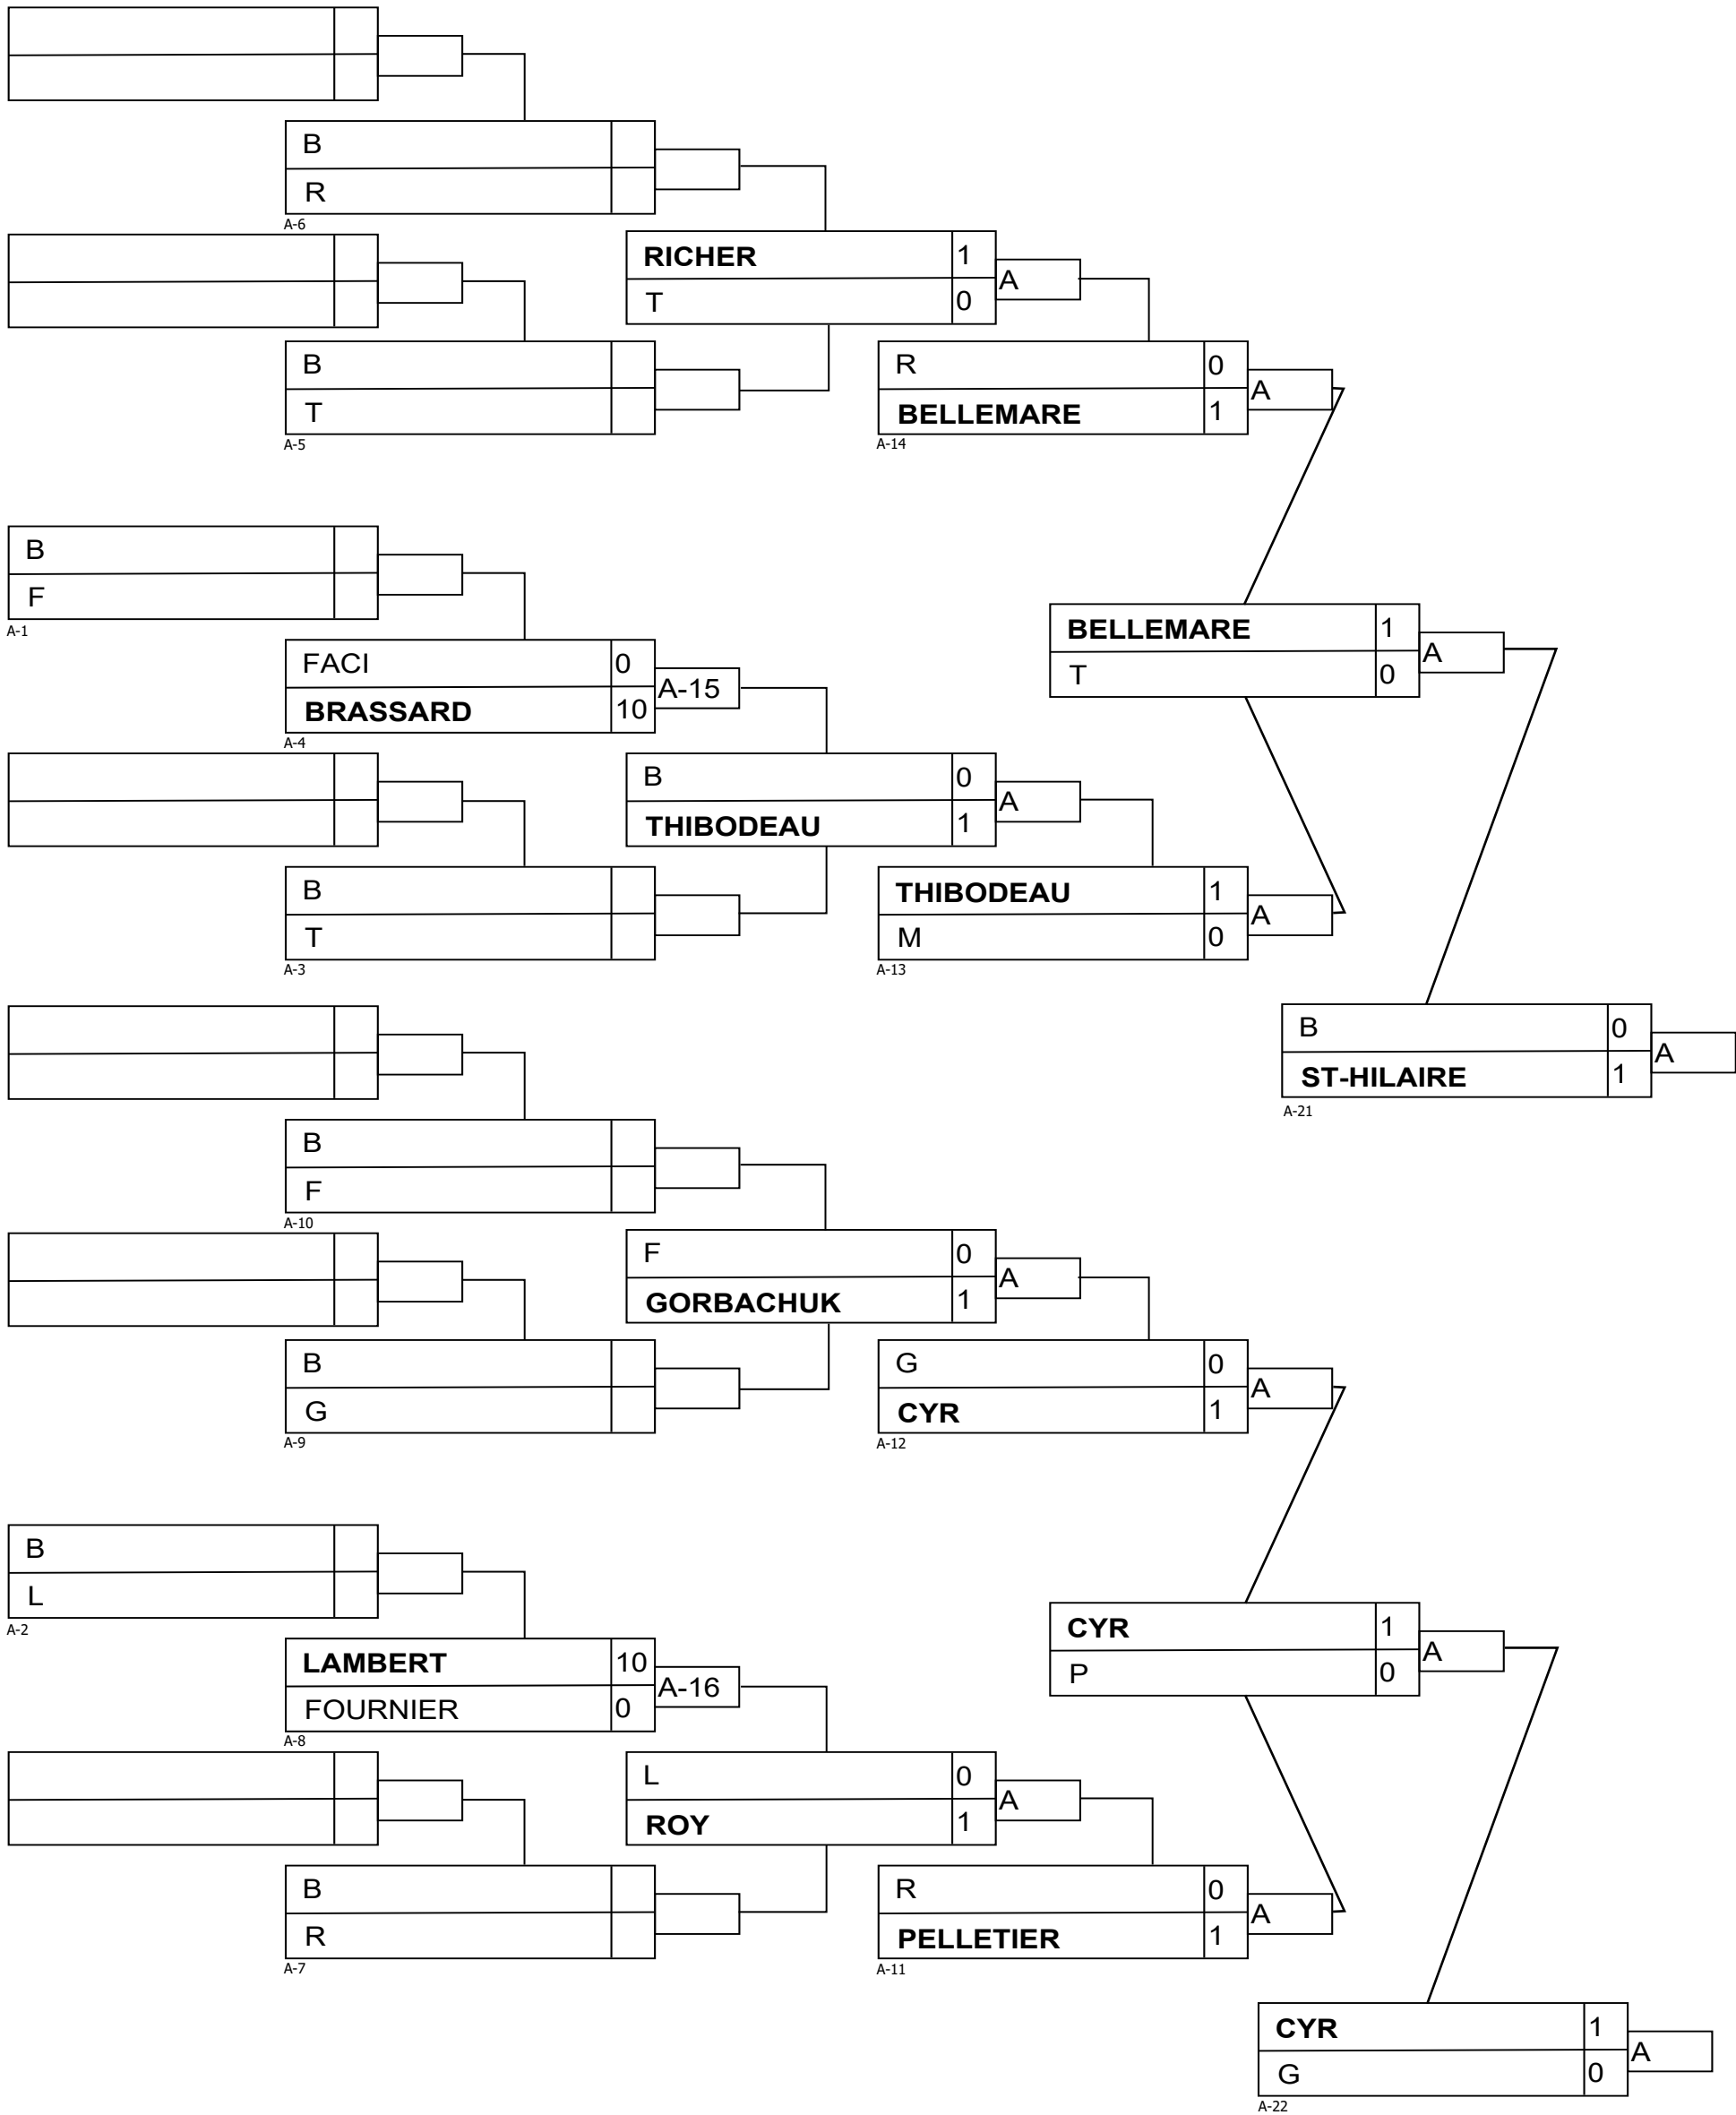 B
R
A-6
RICHER 1
T 0
A
B
T
A-5
R 0
BELLEMARE 1
A
A-14
B
F
A-1
BELLEMARE 1
T 0
A
FACI 0
BRASSARD 10
A-15
A-4
B 0
THIBODEAU 1
A
B
T
A-3
THIBODEAU 1
M 0
A
A-13
B 0
ST-HILAIRE 1
A
A-21
B
F
A-10
F 0
GORBACHUK 1
A
B
G
A-9
G 0
CYR 1
A
A-12
B
L
A-2
CYR 1
P 0
A
LAMBERT 10
FOURNIER 0
A-16
A-8
L 0
ROY 1
A
B
R
A-7
R 0
PELLETIER 1
A
A-11
CYR 1
G 0
A
A-22